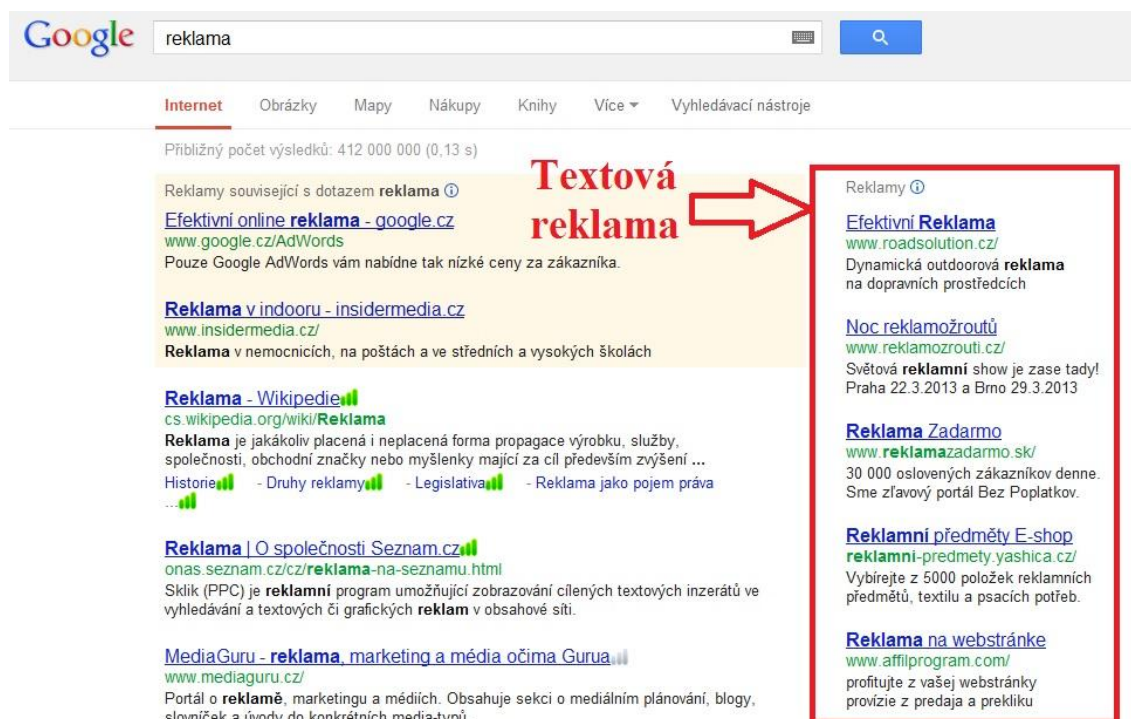 Google
reklama
Internet Obrázky Mapy Nákupy Knihy Více Vyhledávací nástroje
Přibližný počet výsledků: 412 000 000 (0,13 s)
Reklamy související s dotazem reklama
Efektivní online reklama - google.cz
www.google.cz/AdWords
Pouze Google AdWords vám nabídne tak nízké ceny za zákazníka.
Reklama v indooru - insidermedia.cz
www.insidermedia.cz/
Reklama v nemocnicích, na poštách a ve středních a vysokých školách
Reklama - Wikipedie
cs.wikipedia.org/wiki/Reklama
Reklama je jakákoliv placená i neplacená forma propagace výrobku, služby,
společnosti, obchodní značky nebo myšlenky mající za cíl především zvýšení ...
Historie - Druhy reklamy - Legislativa - Reklama jako pojem práva
...
Reklama | O společnosti Seznam.cz
onas.seznam.cz/cz/reklama-na-seznamu.html
Sklik (PPC) je reklamní program umožňující zobrazování cílených textových inzerátů ve
vyhledávání a textových či grafických reklam v obsahové síti.
MediaGuru - reklama, marketing a média očima Gurua
www.mediaguru.cz/
Portál o reklamě, marketingu a médiích. Obsahuje sekci o mediálním plánování, blogy,
slovníček a úvody do konkrétních media-typů
Textová
reklama
Reklamy
Efektivní Reklama
www.roadsolution.cz/
Dynamická outdoorová reklama
na dopravních prostředcích
Noc reklamožroutů
www.reklamozrouti.cz/
Světová reklamní show je zase tady!
Praha 22.3.2013 a Brno 29.3.2013
Reklama Zadarmo
www.reklamazadarmo.sk/
30 000 oslovených zákazníkov denne.
Sme zľavový portál Bez Poplatkov.
Reklamní předměty E-shop
reklamni-predmety.yashica.cz/
Vybírejte z 5000 položek reklamních
předmětů, textilu a psacích potřeb.
Reklama na webstránke
www.affilprogram.com/
profitujte z vašej webstránky
provízie z predaja a prekliku